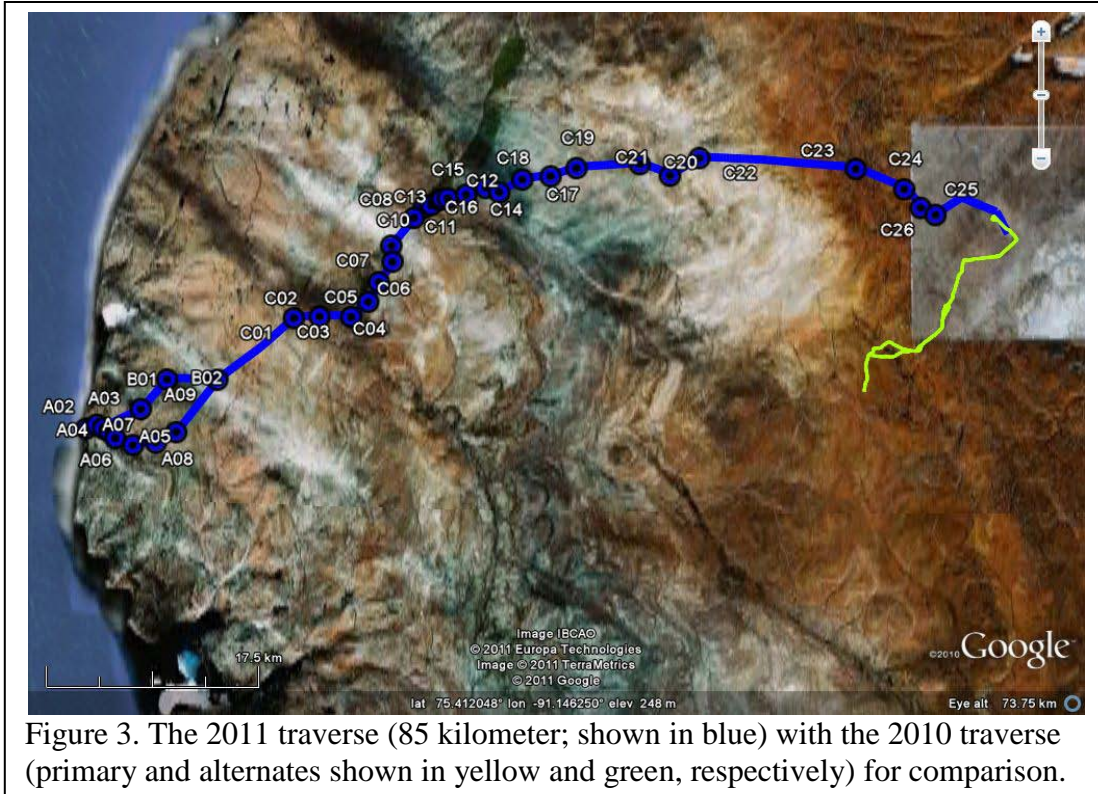 C19
C15
C18
C21
C20
C23
C24
C08
C13
C12
C17
C22
C25
C16
C14
C10
C11
C26
C07
C06
C02
C05
C01
C03
C04
B01
B02
A03
A09
A02
A07
A04
A05
A06
A08
17.5 km
Image IBCAO
© 2011 Europa Technologies
Image © 2011 TerraMetrics
© 2011 Google
©2010 Google
lat 75.412048° lon -91.146250° elev 248 m
Eye alt 73.75 km
Figure 3. The 2011 traverse (85 kilometer; shown in blue) with the 2010 traverse
(primary and alternates shown in yellow and green, respectively) for comparison.